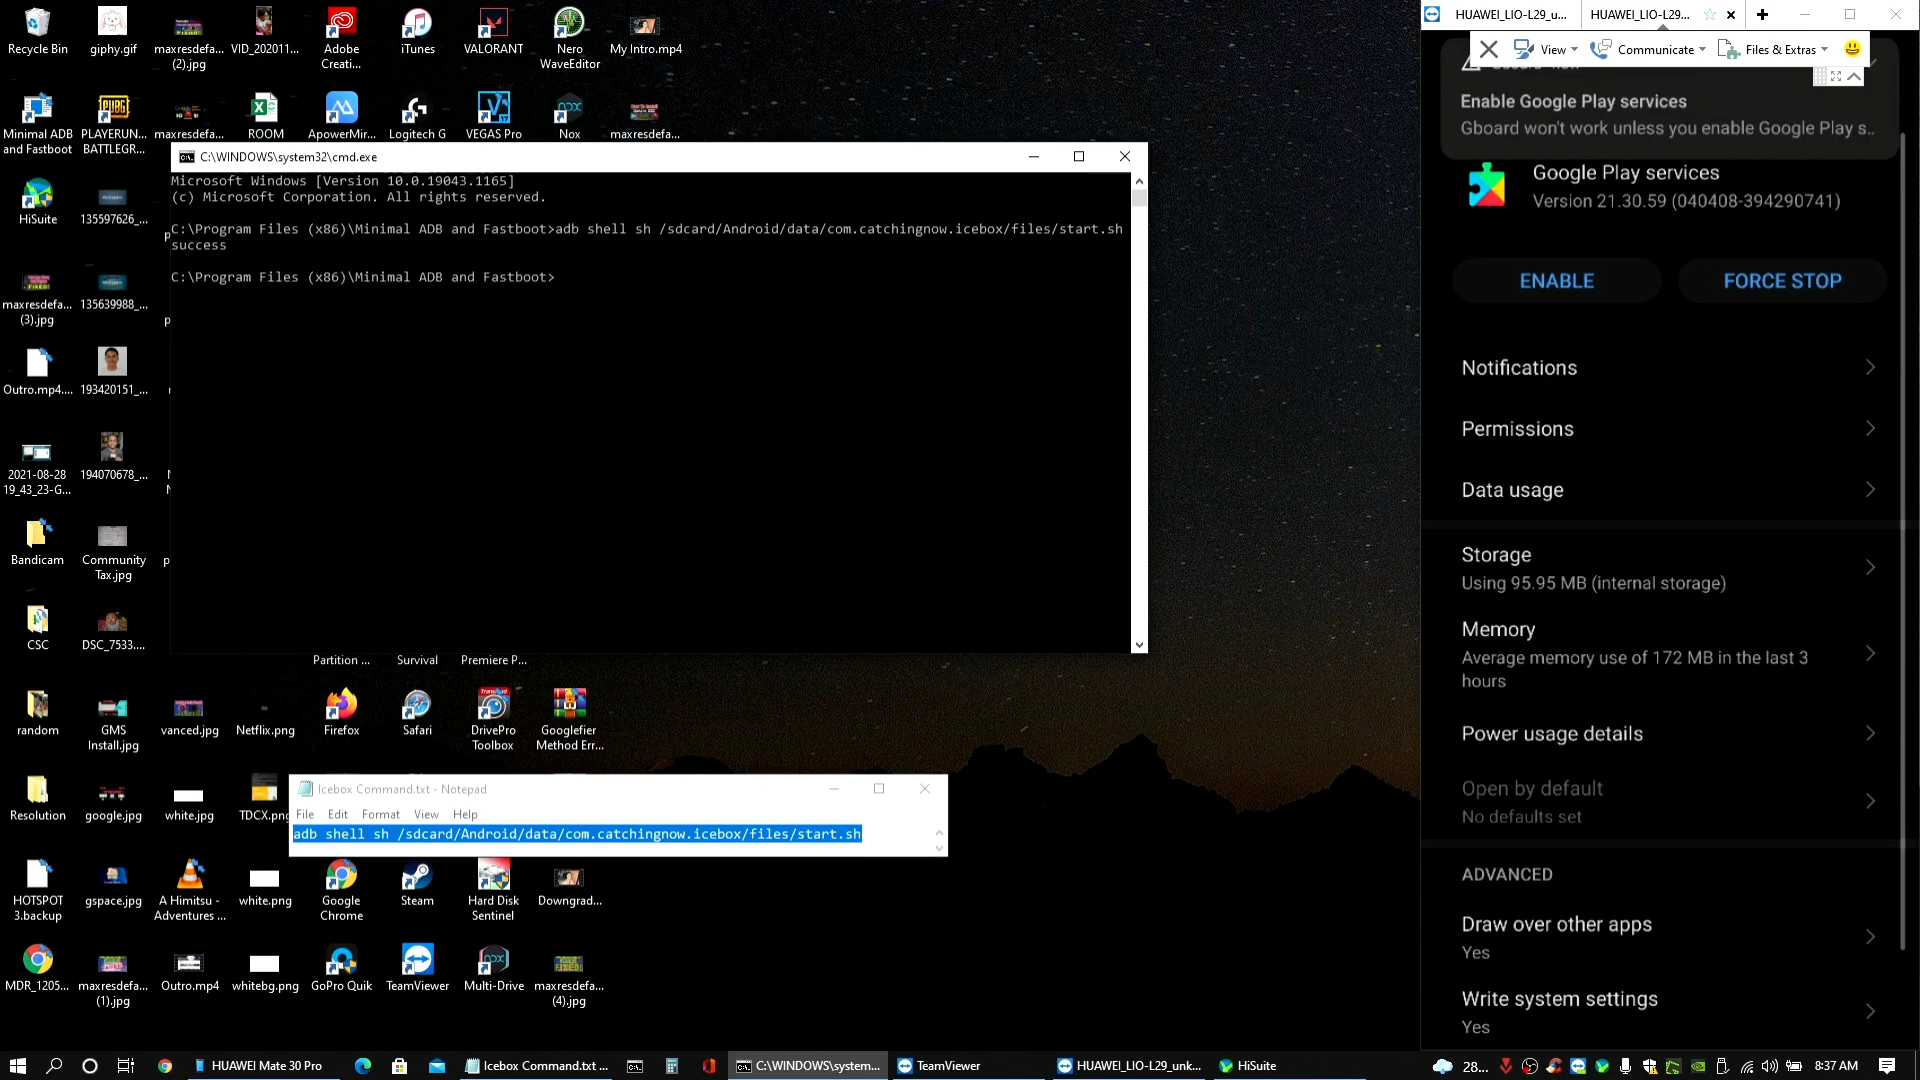 Recycle Bin
giphy.gif
maxresdefa...
(2).jpg
VID_202011...
Adobe
Creati...
iTunes
VALORANT
Nero
WaveEditor
My Intro.mp4
Minimal ADB
and Fastboot
PLAYERUN...
BATTLEGR...
maxresdefa...
ROOM
ApowerMir...
Logitech G
VEGAS Pro
Nox
maxresdefa...
HiSuite
135597626_...
maxresdefa...
(3).jpg
135639988_...
Outro.mp4....
193420151_...
2021-08-28
19_43_23-G...
194070678_...
Bandicam
Community
Tax.jpg
CSC
DSC_7533....
C:\WINDOWS\system32\cmd.exe
Microsoft Windows [Version 10.0.19043.1165]
(c) Microsoft Corporation. All rights reserved.
C:\Program Files (x86)\Minimal ADB and Fastboot>adb shell sh /sdcard/Android/data/com.catchingnow.icebox/files/start.sh
success
C:\Program Files (x86)\Minimal ADB and Fastboot>
Partition ...
Survival
Premiere P...
random
GMS
Install.jpg
vanced.jpg
Netflix.png
Firefox
Safari
DrivePro
Toolbox
Googlefier
Method Err...
Resolution
google.jpg
white.jpg
TDCX.png
Icebox Command.txt - Notepad
File Edit Format View Help
adb shell sh /sdcard/Android/data/com.catchingnow.icebox/files/start.sh
HOTSPOT
3.backup
gspace.jpg
A Himitsu -
Adventures ...
white.png
Google
Chrome
Steam
Hard Disk
Sentinel
Downgrad...
MDR_1205...
maxresdefa...
(1).jpg
Outro.mp4
whitebg.png
GoPro Quik
TeamViewer
Multi-Drive
maxresdefa...
(4).jpg
HUAWEI_LIO-L29_u...
HUAWEI_LIO-L29...
View
Communicate
Files & Extras
Enable Google Play services
Gboard won't work unless you enable Google Play s..
Google Play services
Version 21.30.59 (040408-394290741)
ENABLE
FORCE STOP
Notifications
Permissions
Data usage
Storage
Using 95.95 MB (internal storage)
Memory
Average memory use of 172 MB in the last 3
hours
Power usage details
Open by default
No defaults set
ADVANCED
Draw over other apps
Yes
Write system settings
Yes
HUAWEI Mate 30 Pro
Icebox Command.txt ...
C:\WINDOWS\system...
TeamViewer
HUAWEI_LIO-L29_unk...
HiSuite
28...
8:37 AM